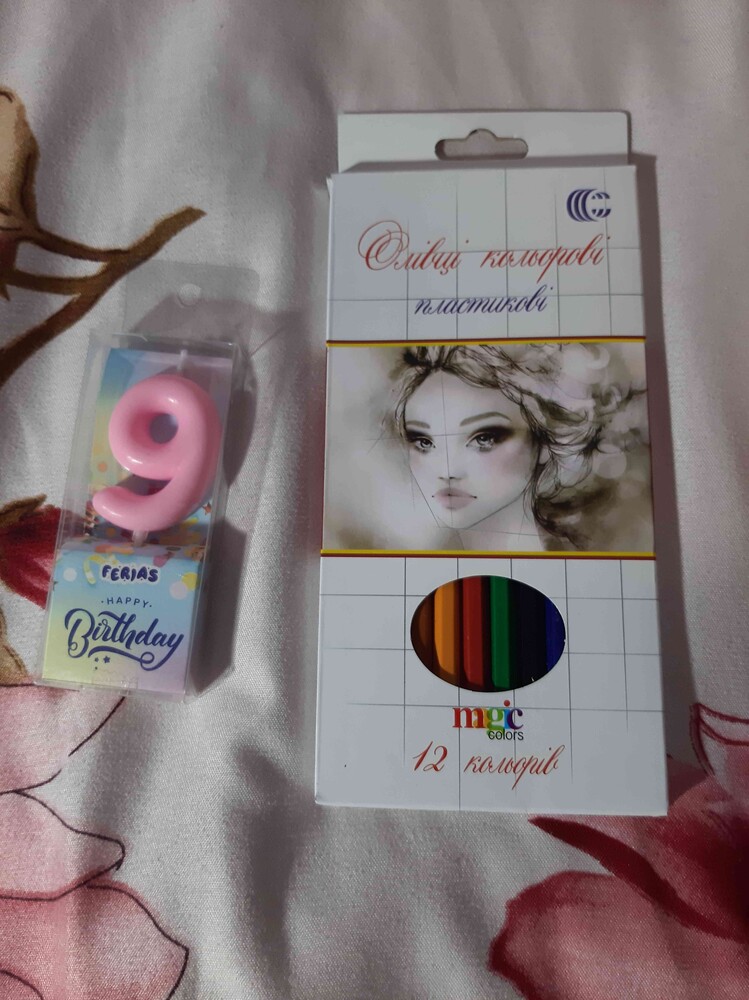 9
FERIAS
·HAPPY·
Birthday
Олівці кольорові
пластикові
mgic
colors
12 кольорів